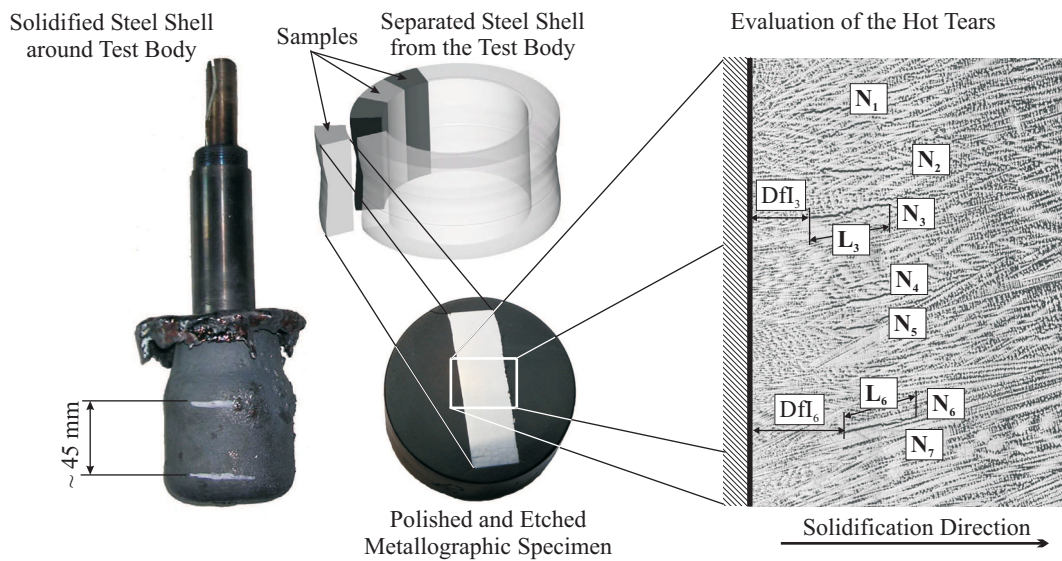 Solidified Steel Shell
around Test Body
Samples
Separated Steel Shell
from the Test Body
Evaluation of the Hot Tears
N1
N2
DfI3
N3
L3
N4
N5
L6
N6
DfI6
N7
~ 45 mm
Polished and Etched
Metallographic Specimen
Solidification Direction